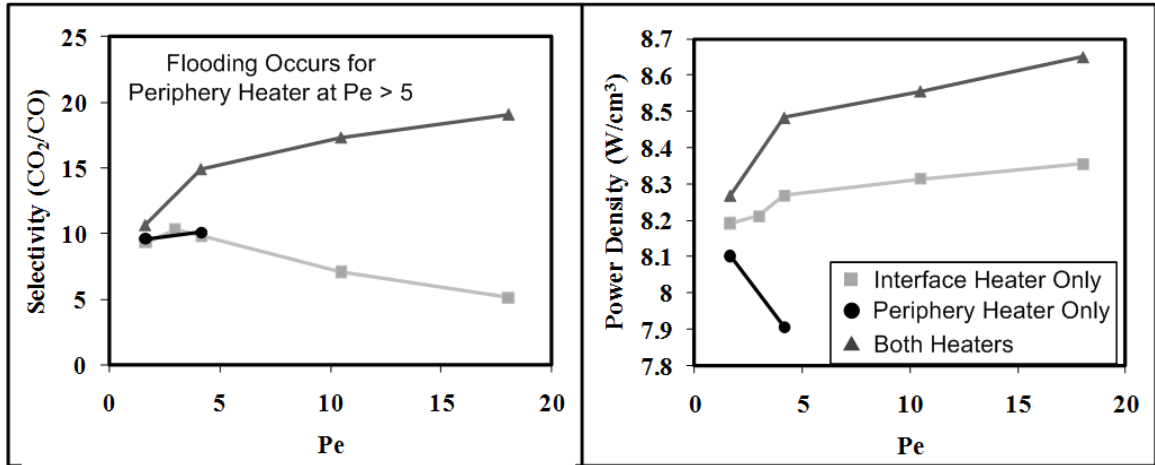 25
20
15
10
5
0
Selectivity (CO₂/CO)
Flooding Occurs for
Periphery Heater at Pe > 5
0 5 10 15 20
Pe
8.7
8.6
8.5
8.4
8.3
8.2
8.1
8
7.9
7.8
Power Density (W/cm³)
Interface Heater Only
Periphery Heater Only
Both Heaters
0 5 10 15 20
Pe